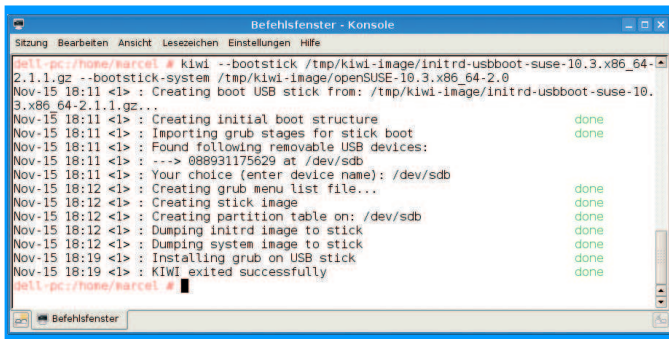 Befehlsfenster - Konsole
Sitzung Bearbeiten Ansicht Lesezeichen Einstellungen Hilfe
dell-pc:/home/marcel # kiwi --bootstick /tmp/kiwi-image/initrd-usbboot-suse-10.3.x86_64-
2.1.1.gz --bootstick-system /tmp/kiwi-image/openSUSE-10.3.x86_64-2.0
Nov-15 18:11 <1> : Creating boot USB stick from: /tmp/kiwi-image/initrd-usbboot-suse-10.
3.x86_64-2.1.1.gz...
Nov-15 18:11 <1> : Creating initial boot structure done
Nov-15 18:11 <1> : Importing grub stages for stick boot done
Nov-15 18:11 <1> : Found following removable USB devices:
Nov-15 18:11 <1> : ---> 088931175629 at /dev/sdb
Nov-15 18:11 <1> : Your choice (enter device name): /dev/sdb
Nov-15 18:12 <1> : Creating grub menu list file... done
Nov-15 18:12 <1> : Creating stick image done
Nov-15 18:12 <1> : Creating partition table on: /dev/sdb done
Nov-15 18:12 <1> : Dumping initrd image to stick done
Nov-15 18:12 <1> : Dumping system image to stick done
Nov-15 18:19 <1> : Installing grub on USB stick done
Nov-15 18:19 <1> : KIWI exited successfully done
dell-pc:/home/marcel #
Befehlsfenster